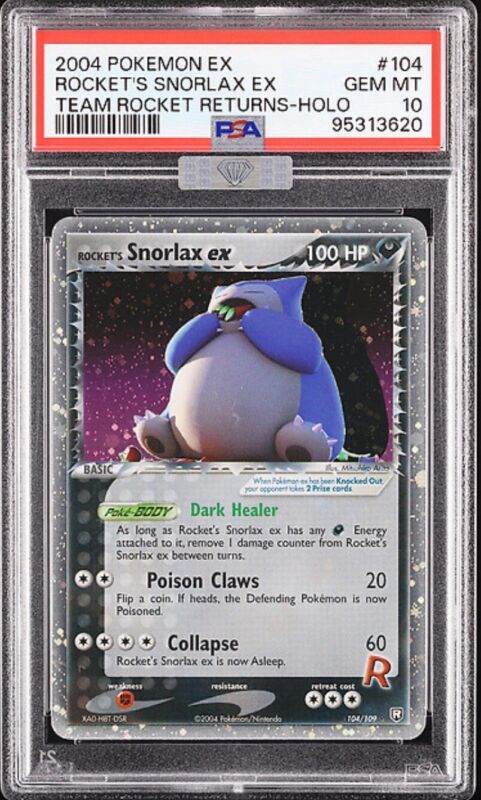 2004 POKEMON EX #104
ROCKET'S SNORLAX EX GEM MT
TEAM ROCKET RETURNS-HOLO 10
95313620
PSA
ROCKET'S Snorlax ex 100 HP
BASIC
Illus. Mitsuhiro Arita
When Pokémon-ex has been Knocked Out,
your opponent takes 2 Prize cards.
Poké-BODY Dark Healer
As long as Rocket's Snorlax ex has any Energy
attached to it, remove 1 damage counter from Rocket's
Snorlax ex between turns.
Poison Claws 20
Flip a coin. If heads, the Defending Pokémon is now
Poisoned.
Collapse 60
Rocket's Snorlax ex is now Asleep.
R
weakness resistance retreat cost
©2004 Pokémon/Nintendo
104/109 R